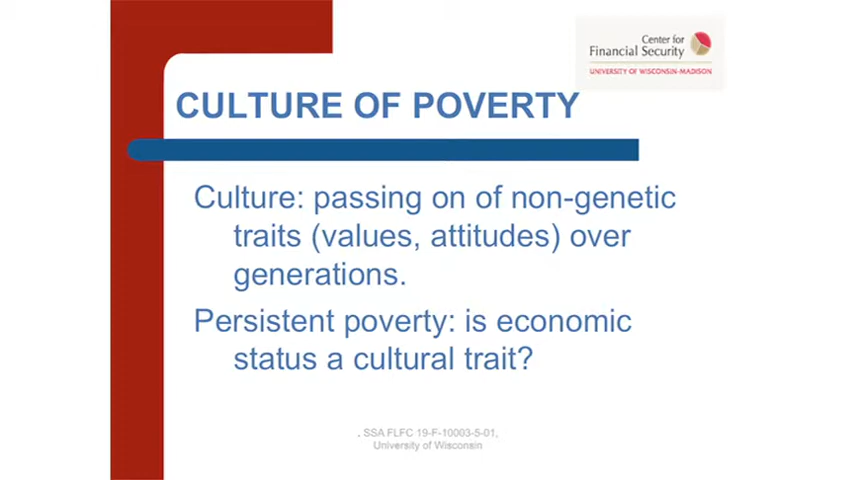 Center for
Financial Security
UNIVERSITY OF WISCONSIN-MADISON
CULTURE OF POVERTY
Culture: passing on of non-genetic
traits (values, attitudes) over
generations.
Persistent poverty: is economic
status a cultural trait?
, SSA FLFC 19-F-10003-5-01,
University of Wisconsin